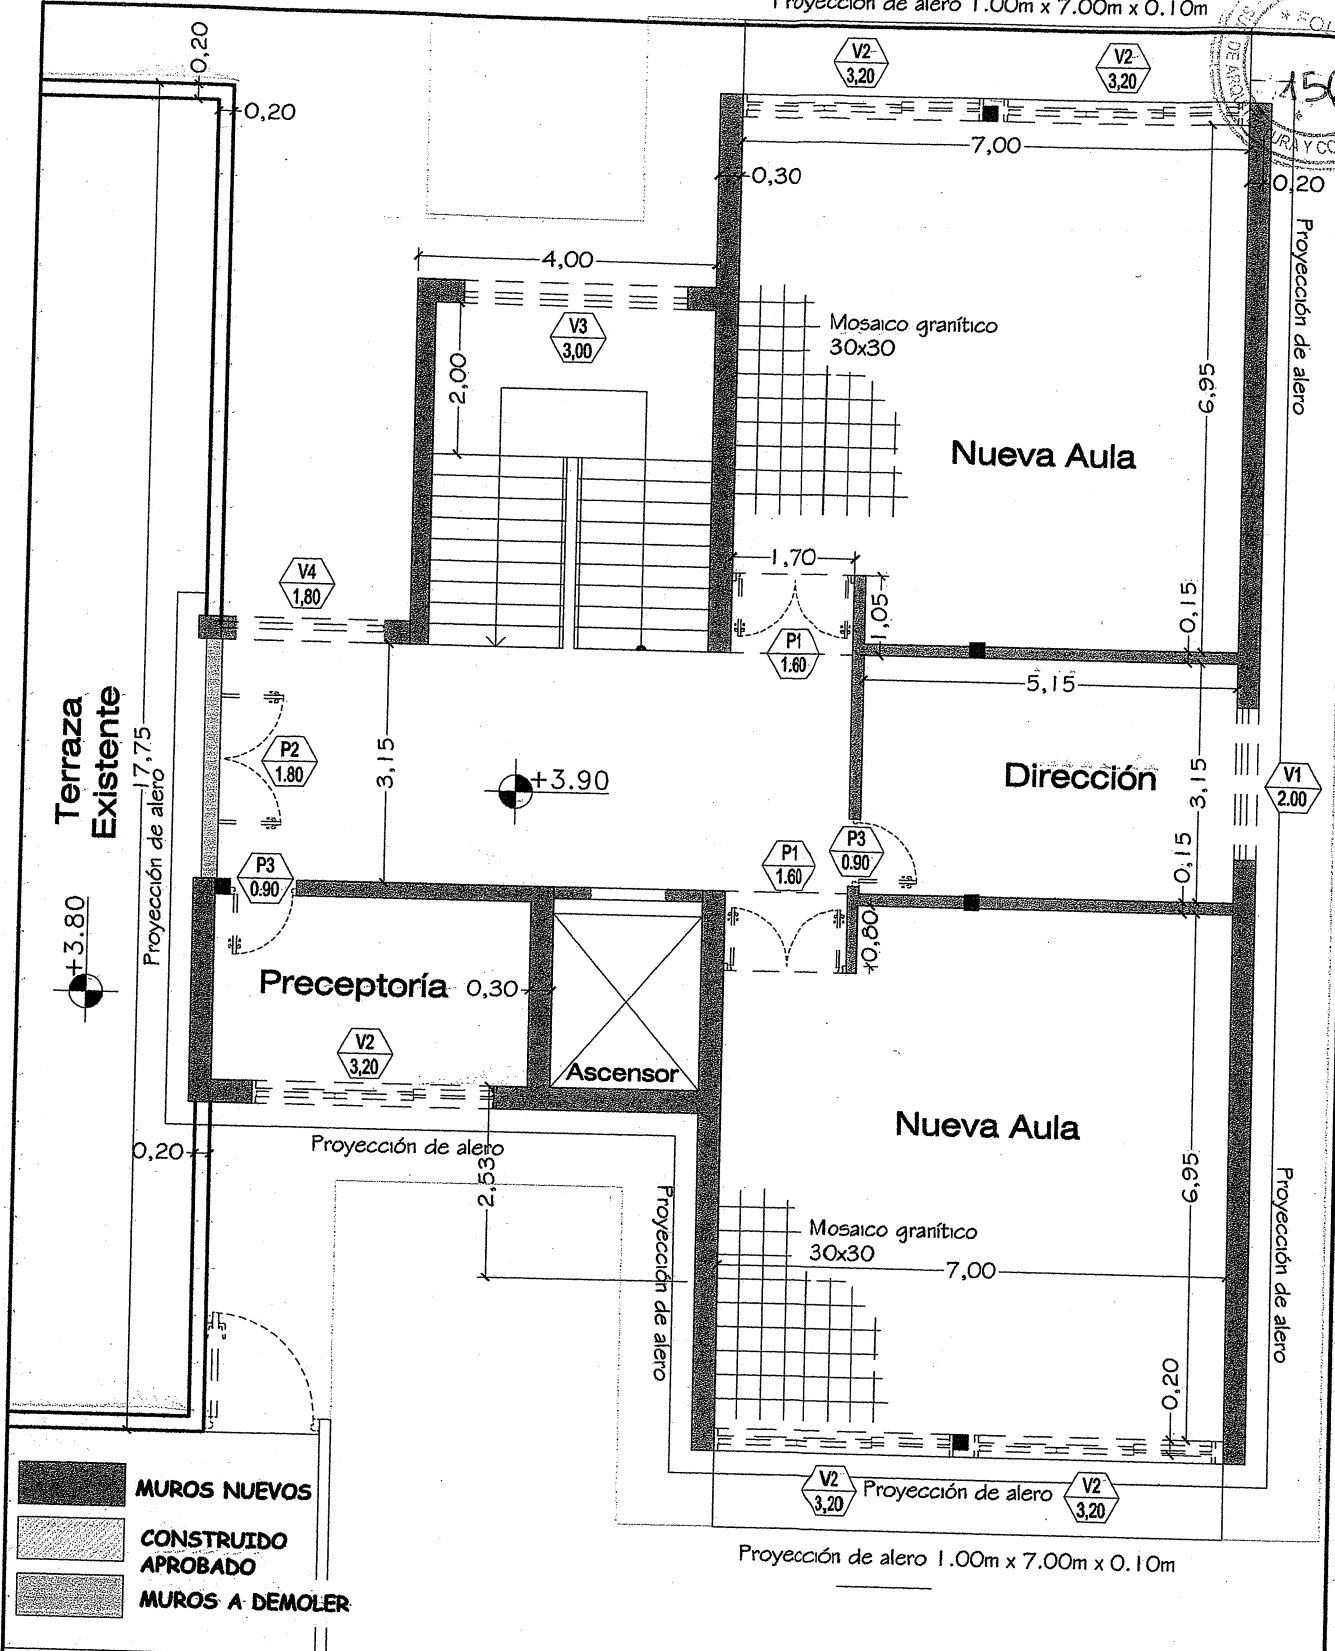 Proyección de alero 1.00m x 7.00m x 0.10m
0,20
0,20
V2
3,20
V2
3,20
7,00
0,30
0,20
4,00
V3
3,00
2,00
Mosaico granítico
30x30
6,95
Proyección de alero
Nueva Aula
V4
1,80
1,70
1,05
0,15
P1
1.60
5,15
Terraza
Existente
17,75
Proyección de alero
P2
1.80
3,15
+3.90
Dirección
3,15
V1
2.00
P3
0.90
P1
1.60
P3
0.90
0,15
0,80
+3.80
Preceptoría
0,30
V2
3,20
Ascensor
Nueva Aula
0,20
Proyección de alero
2,53
Proyección de alero
6,95
Proyección de alero
Mosaico granítico
30x30
7,00
0,20
V2
3,20
Proyección de alero
V2
3,20
Proyección de alero 1.00m x 7.00m x 0.10m
MUROS NUEVOS
CONSTRUIDO
APROBADO
MUROS A DEMOLER